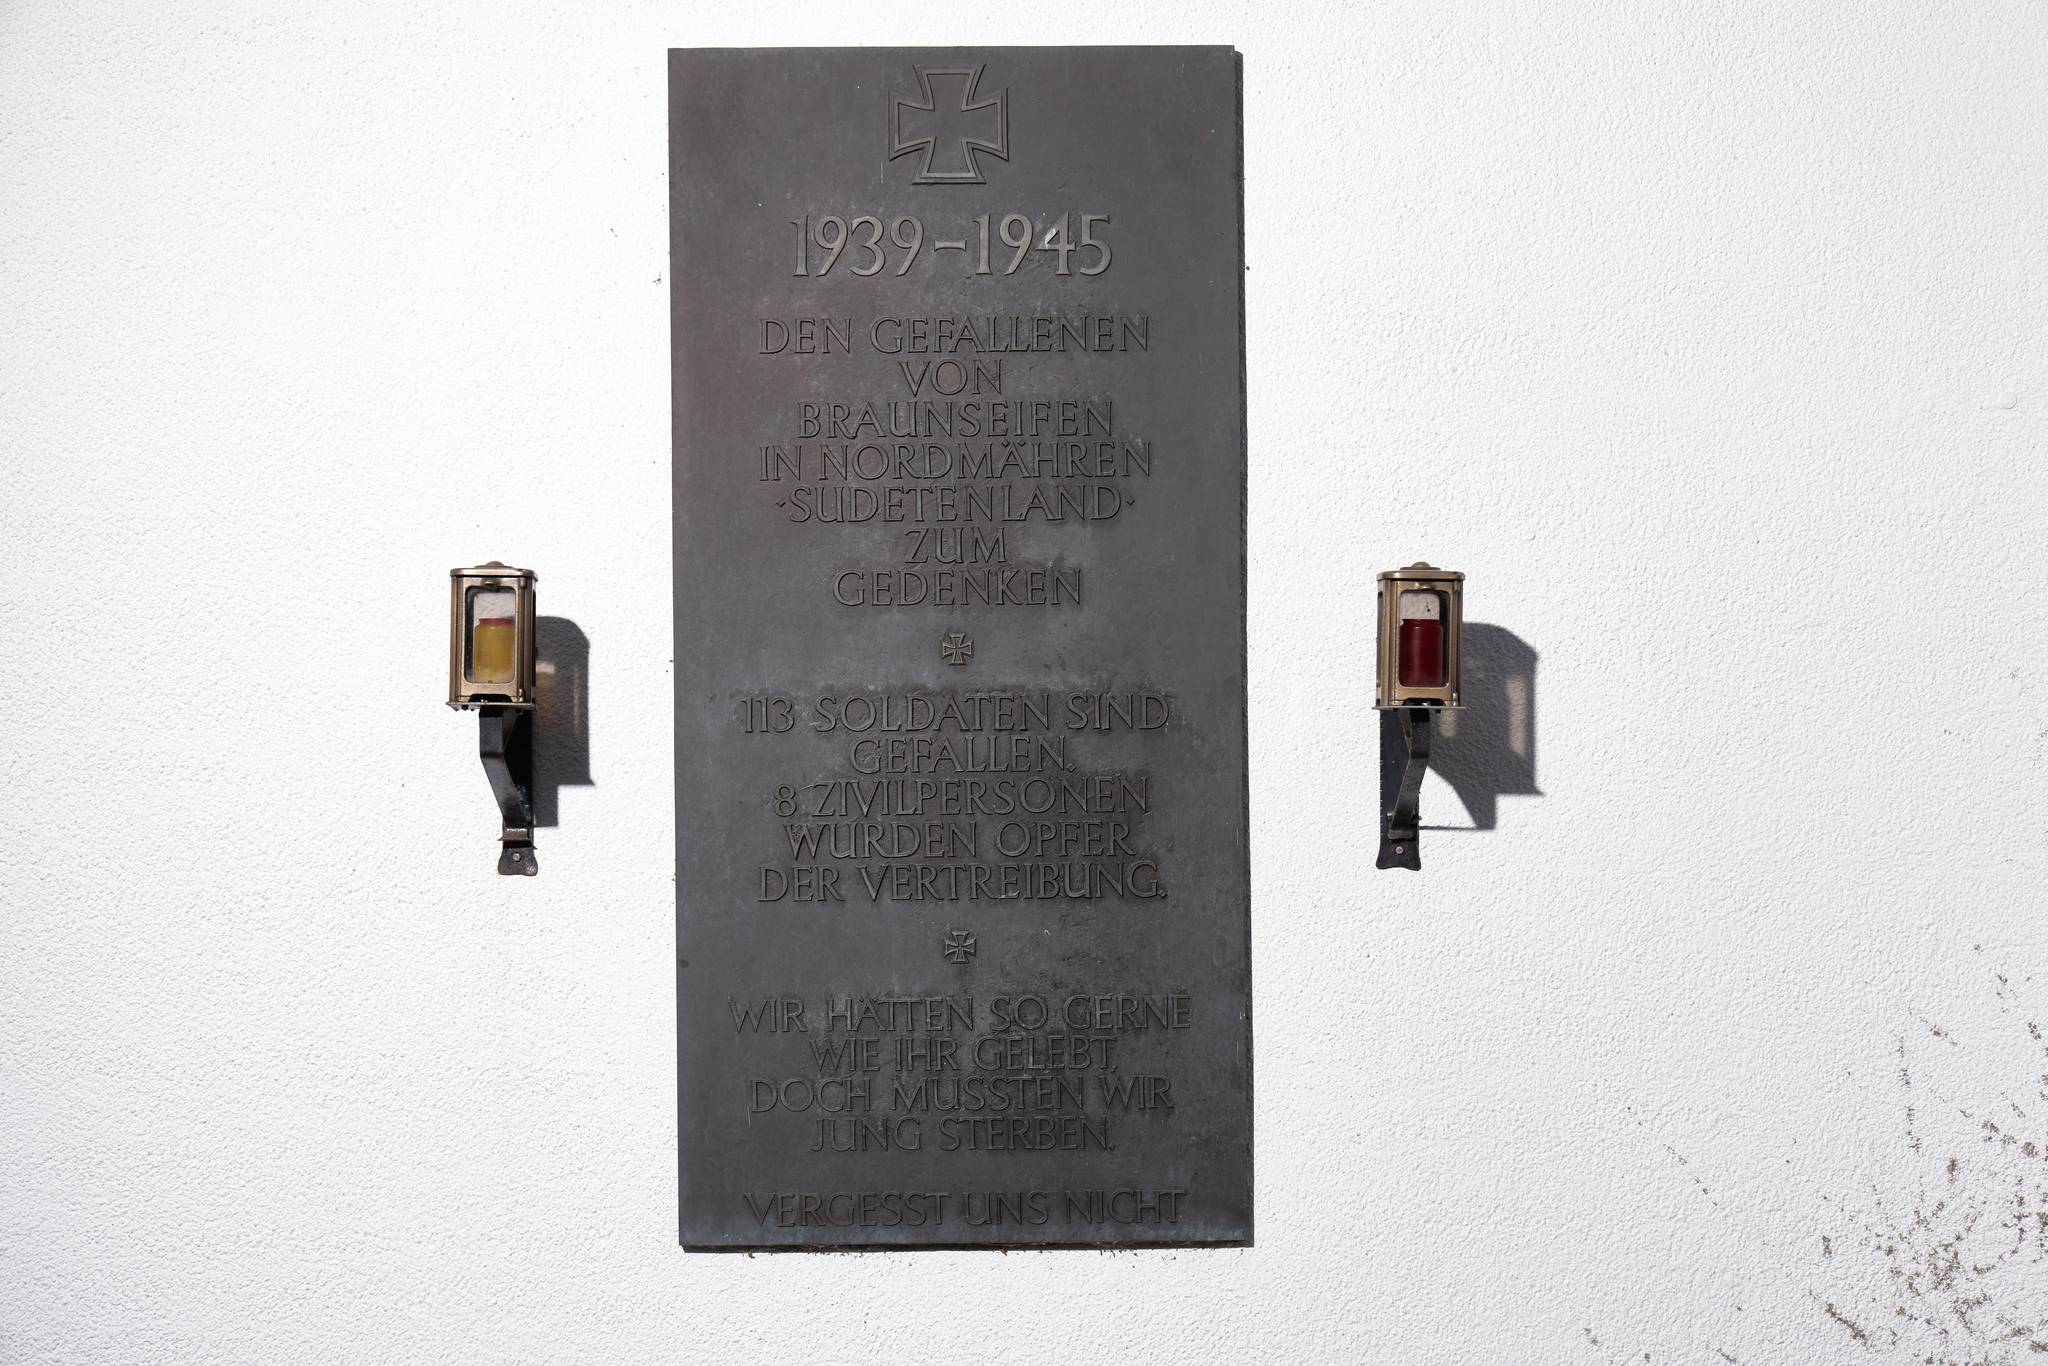 1939–1945
DEN GEFALLENEN
VON
BRAUNSEIFEN
IN NORDMÄHREN
·SUDETENLAND·
ZUM
GEDENKEN
113 SOLDATEN SIND
GEFALLEN.
8 ZIVILPERSONEN
WURDEN OPFER
DER VERTREIBUNG.
WIR HÄTTEN SO GERNE
WIE IHR GELEBT,
DOCH MUSSTEN WIR
JUNG STERBEN.
VERGESST UNS NICHT